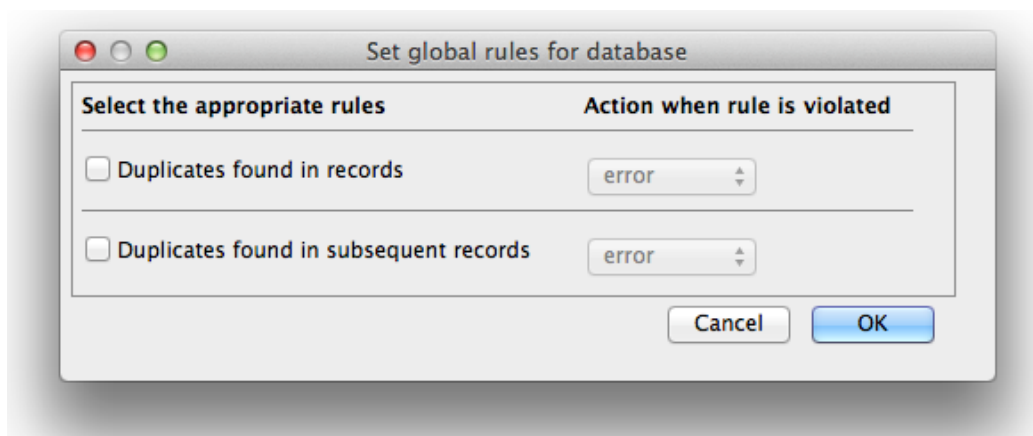 Set global rules for database
Select the appropriate rules Action when rule is violated
Duplicates found in records error
Duplicates found in subsequent records error
Cancel OK